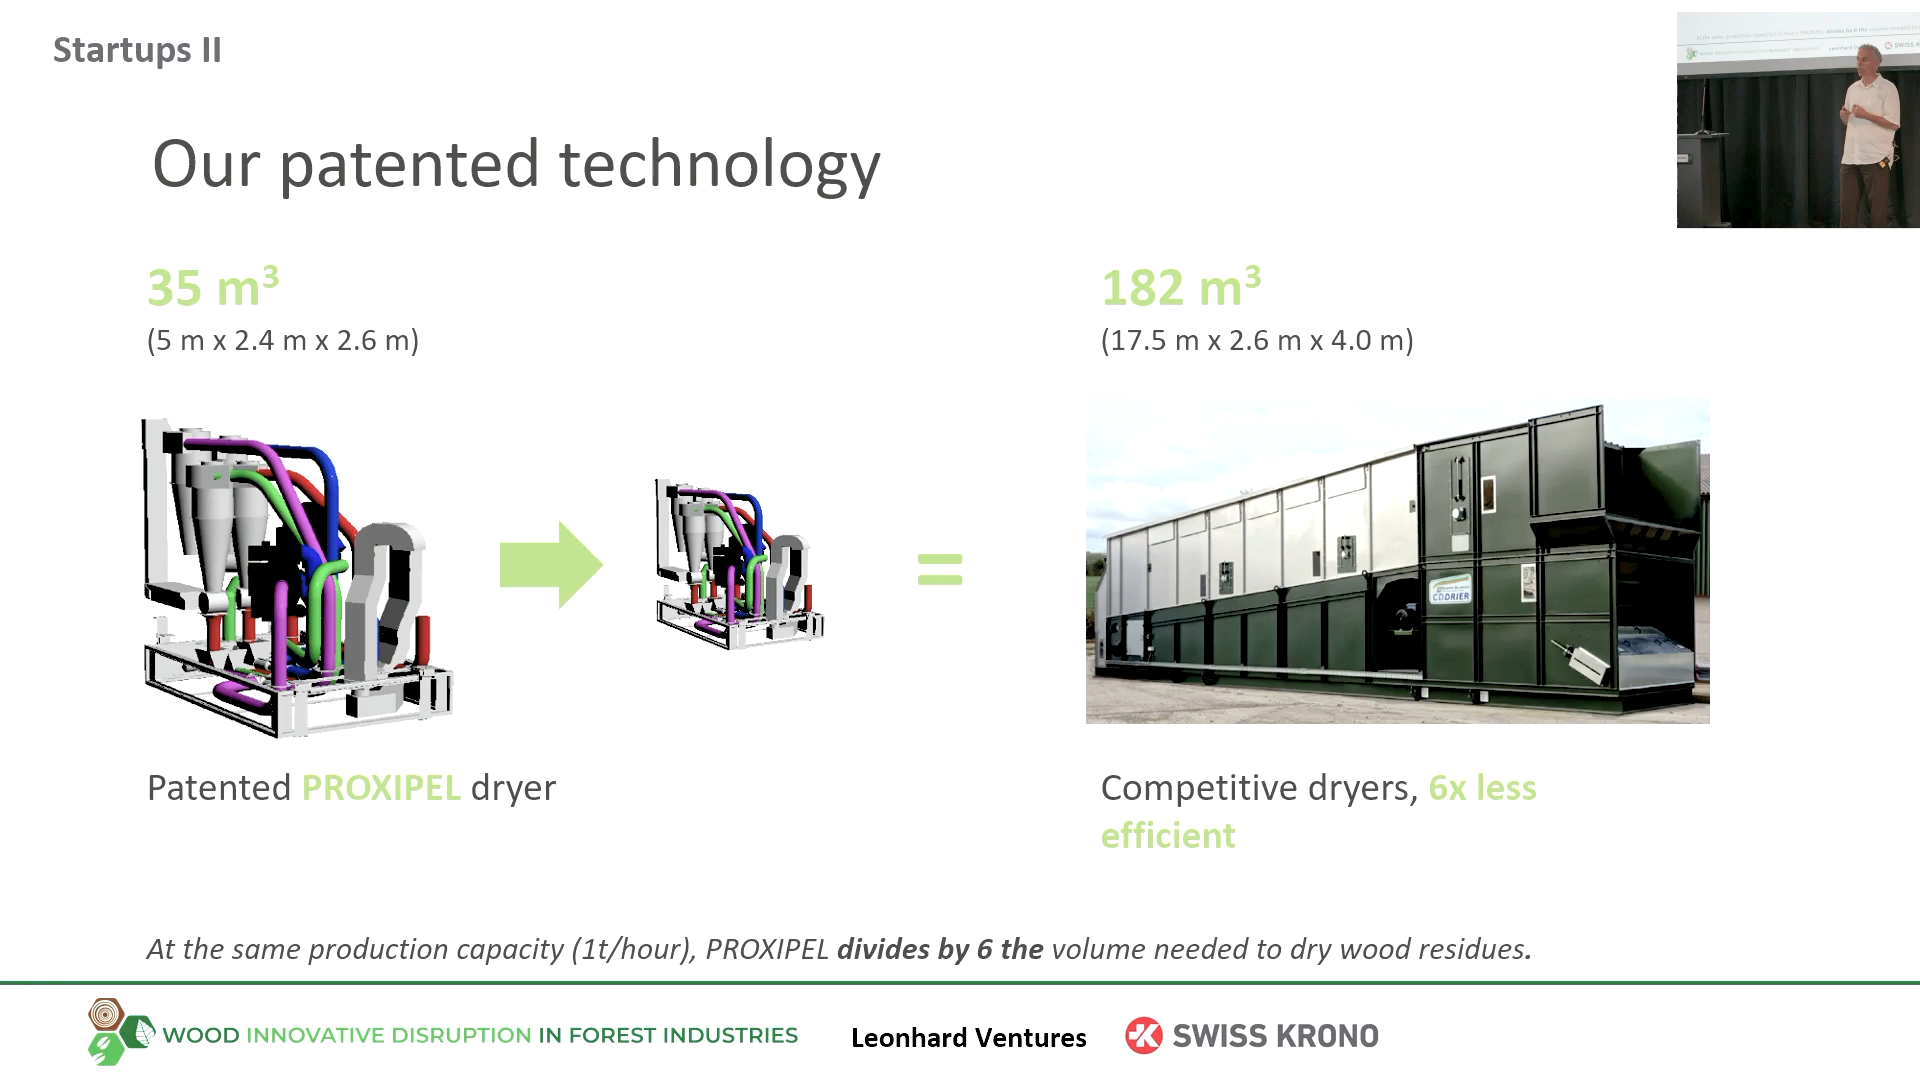 Startups II
Our patented technology
35 m³
(5 m x 2.4 m x 2.6 m)
182 m³
(17.5 m x 2.6 m x 4.0 m)
CDDRIER
Patented PROXIPEL dryer
Competitive dryers, 6x less
efficient
At the same production capacity (1t/hour), PROXIPEL divides by 6 the volume needed to dry wood residues.
WOOD INNOVATIVE DISRUPTION IN FOREST INDUSTRIES
Leonhard Ventures
SWISS KRONO